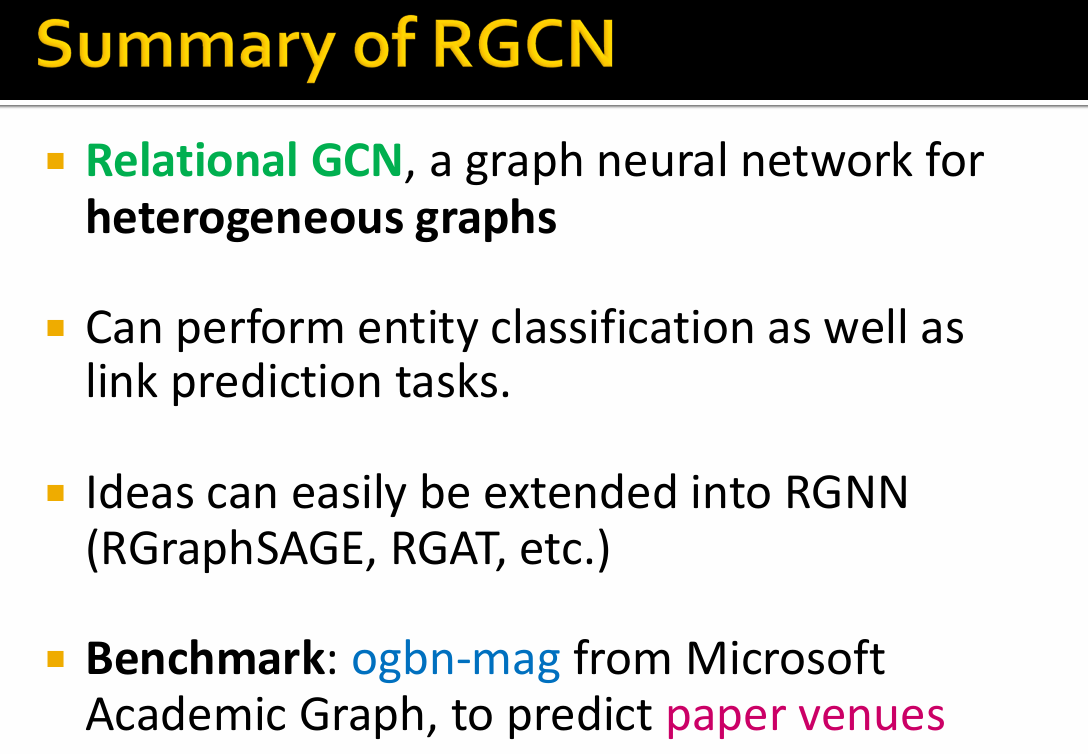 Summary of RGCN
Relational GCN, a graph neural network for
heterogeneous graphs
Can perform entity classification as well as
link prediction tasks.
Ideas can easily be extended into RGNN
(RGraphSAGE, RGAT, etc.)
Benchmark: ogbn-mag from Microsoft
Academic Graph, to predict paper venues